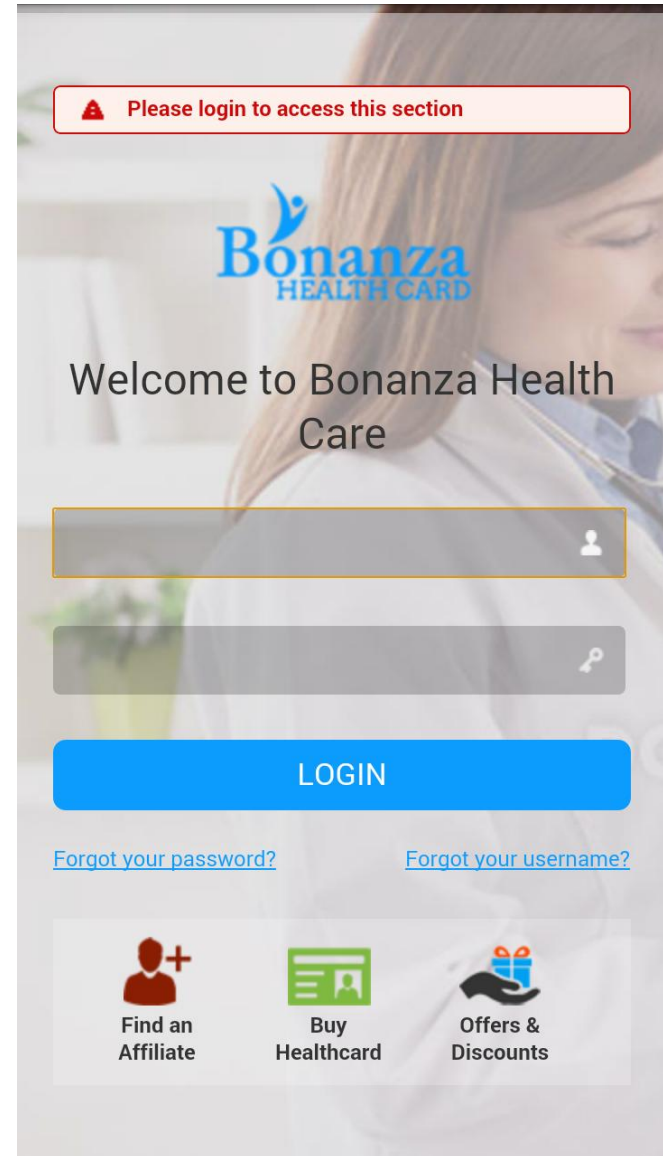 Please login to access this section
Bonanza
HEALTH CARD
Welcome to Bonanza Health
Care
LOGIN
Forgot your password?
Forgot your username?
Find an
Affiliate
Buy
Healthcard
Offers &
Discounts